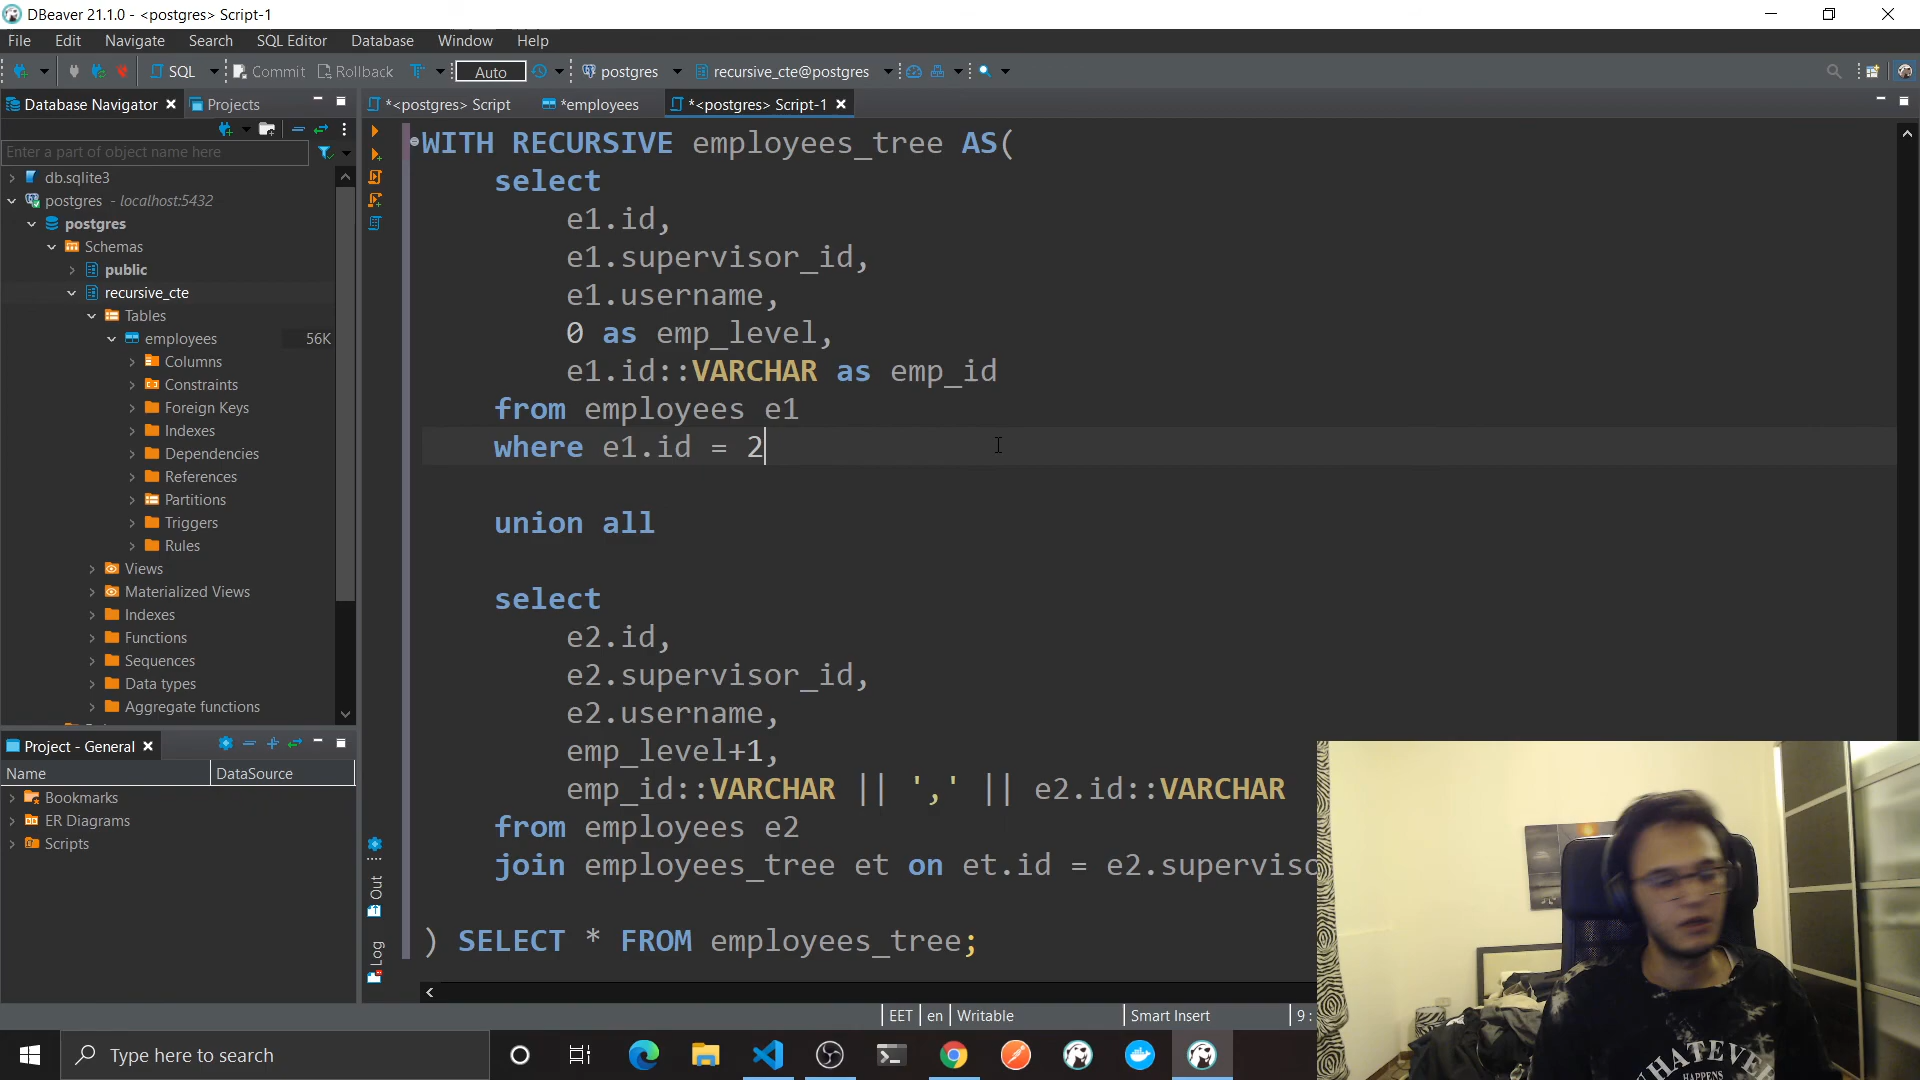 DBeaver 21.1.0 - <postgres> Script-1
File Edit Navigate Search SQL Editor Database Window Help
SQL Commit Rollback Auto postgres recursive_cte@postgres
Database Navigator Projects
*<postgres> Script *employees *<postgres> Script-1
Enter a part of object name here
db.sqlite3
postgres - localhost:5432
postgres
Schemas
public
recursive_cte
Tables
employees 56K
Columns
Constraints
Foreign Keys
Indexes
Dependencies
References
Partitions
Triggers
Rules
Views
Materialized Views
Indexes
Functions
Sequences
Data types
Aggregate functions
Project - General
Name DataSource
Bookmarks
ER Diagrams
Scripts
WITH RECURSIVE employees_tree AS(
select
e1.id,
e1.supervisor_id,
e1.username,
0 as emp_level,
e1.id::VARCHAR as emp_id
from employees e1
where e1.id = 2
union all
select
e2.id,
e2.supervisor_id,
e2.username,
emp_level+1,
emp_id::VARCHAR || ',' || e2.id::VARCHAR
from employees e2
join employees_tree et on et.id = e2.superviso
) SELECT * FROM employees_tree;
Out
Log
EET en Writable Smart Insert 9 :
Type here to search
WHATEVER
HAPPENS